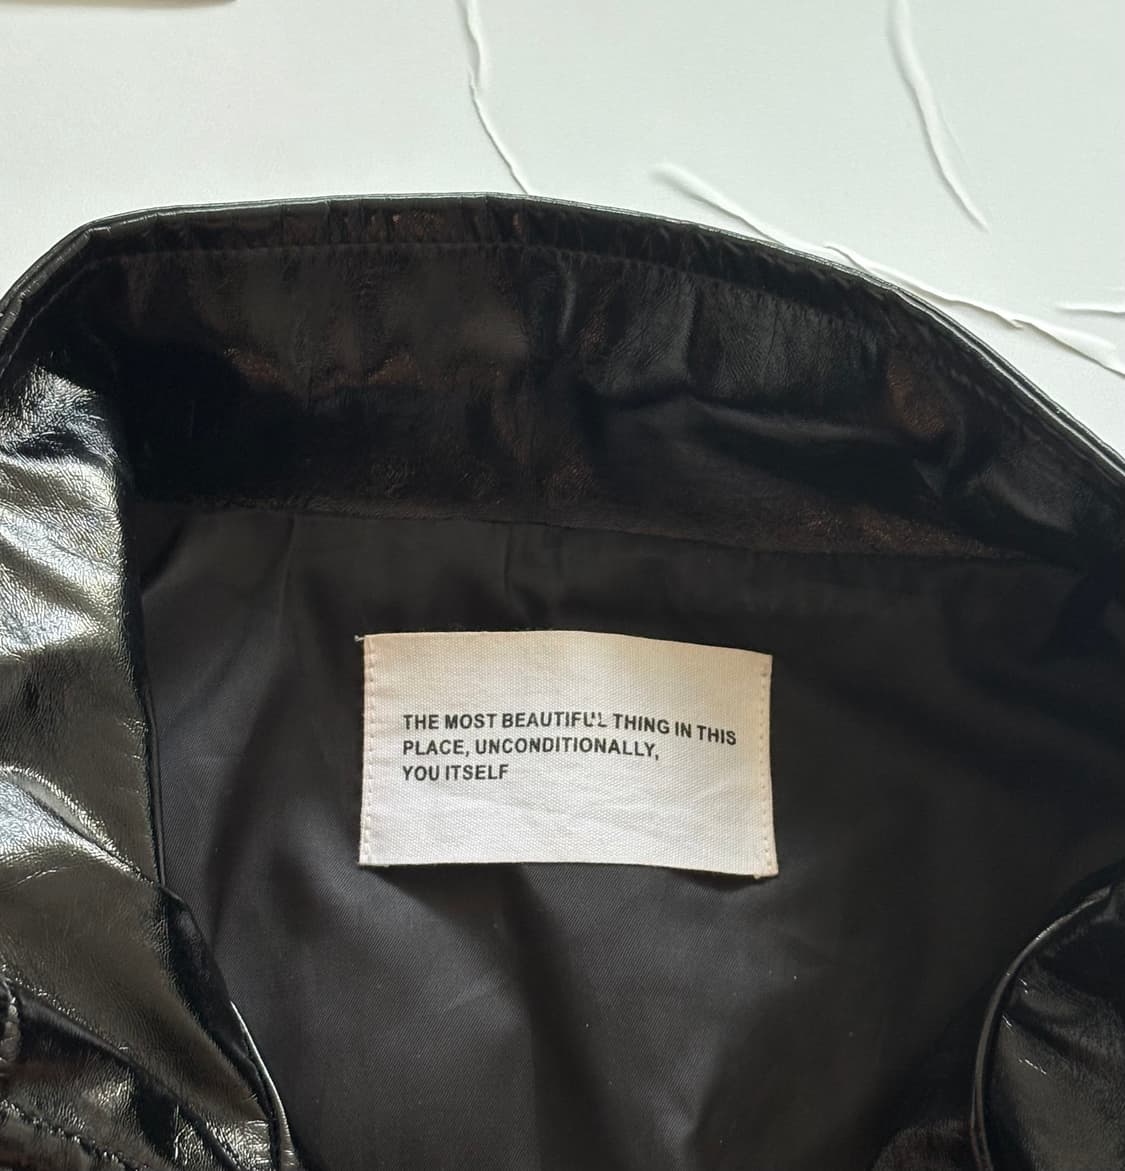 THE MOST BEAUTIFUL THING IN THIS
PLACE, UNCONDITIONALLY,
YOU ITSELF